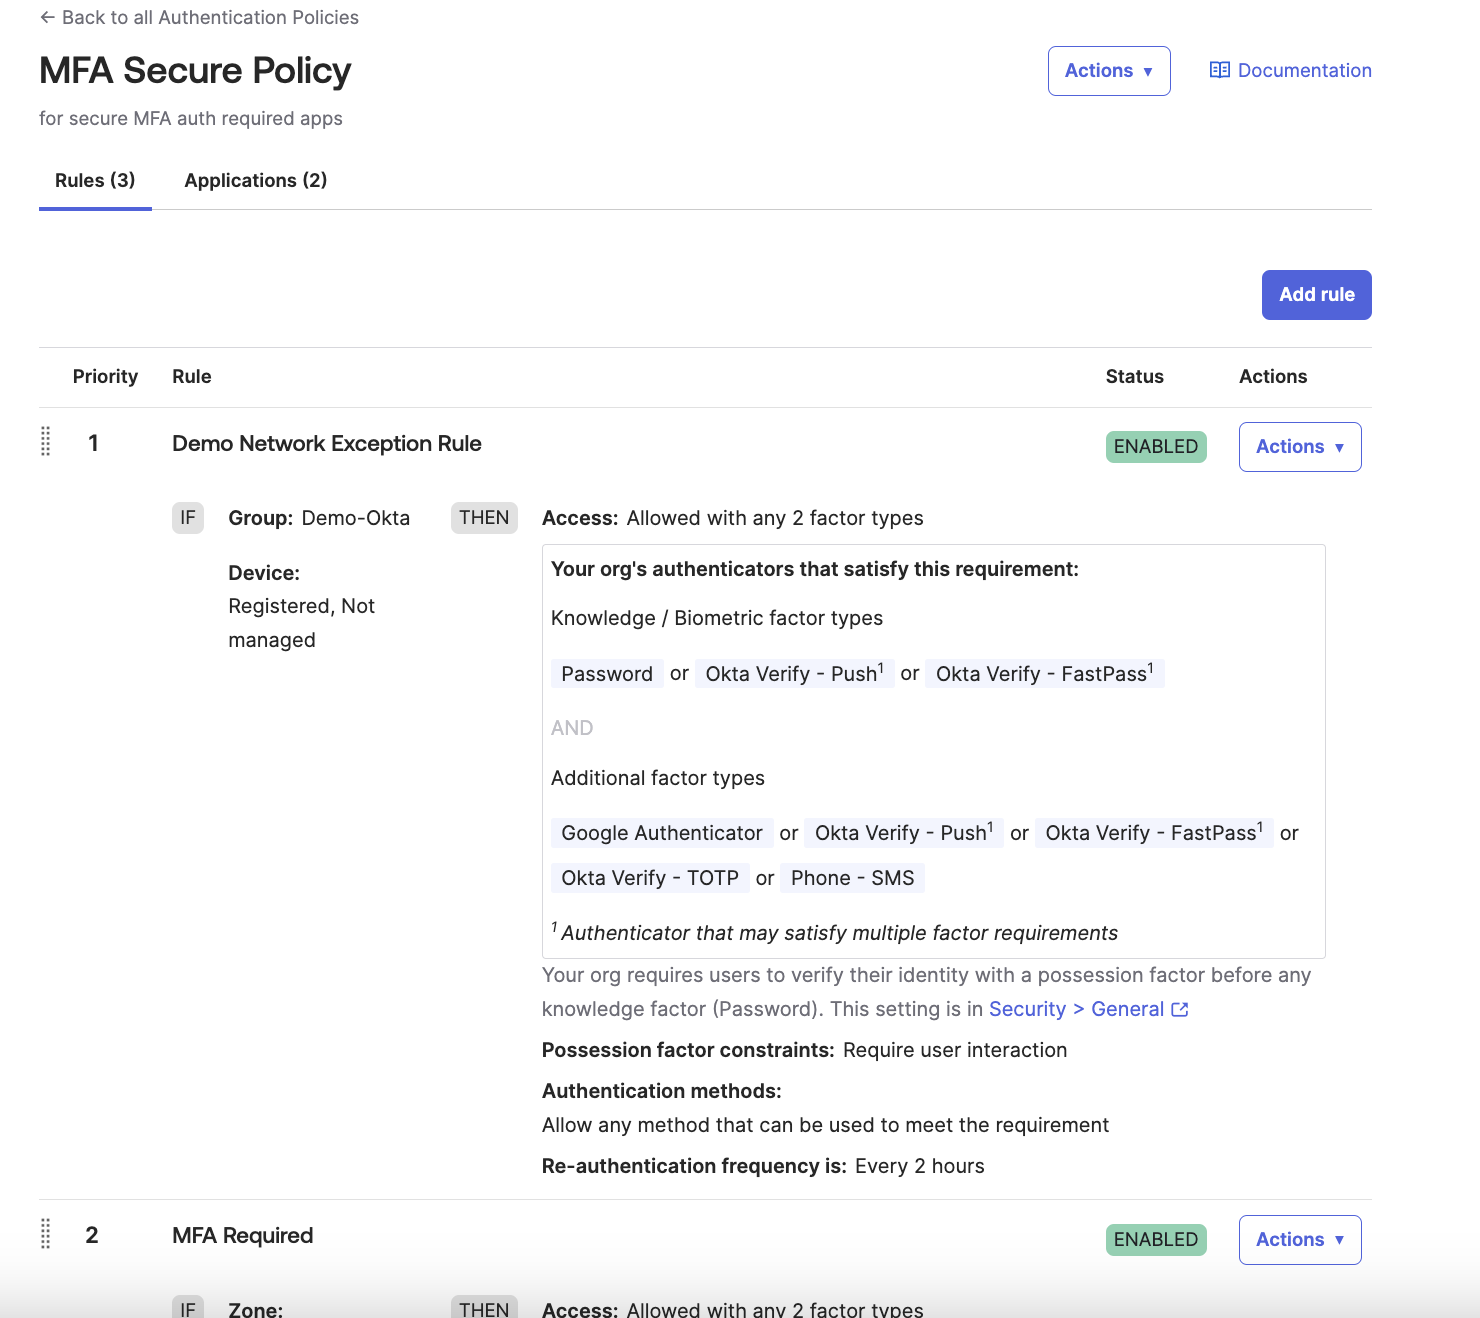 ← Back to all Authentication Policies
MFA Secure Policy
Actions ▼
Documentation
for secure MFA auth required apps
Rules (3)
Applications (2)
Add rule
Priority
Rule
Status
Actions
1
Demo Network Exception Rule
ENABLED
Actions ▼
IF
Group: Demo-Okta
Device:
Registered, Not
managed
THEN
Access: Allowed with any 2 factor types
Your org's authenticators that satisfy this requirement:
Knowledge / Biometric factor types
Password or Okta Verify - Push¹ or Okta Verify - FastPass¹
AND
Additional factor types
Google Authenticator or Okta Verify - Push¹ or Okta Verify - FastPass¹ or
Okta Verify - TOTP or Phone - SMS
¹ Authenticator that may satisfy multiple factor requirements
Your org requires users to verify their identity with a possession factor before any
knowledge factor (Password). This setting is in Security > General
Possession factor constraints: Require user interaction
Authentication methods:
Allow any method that can be used to meet the requirement
Re-authentication frequency is: Every 2 hours
2
MFA Required
ENABLED
Actions ▼
IF
Zone:
THEN
Access: Allowed with any 2 factor types